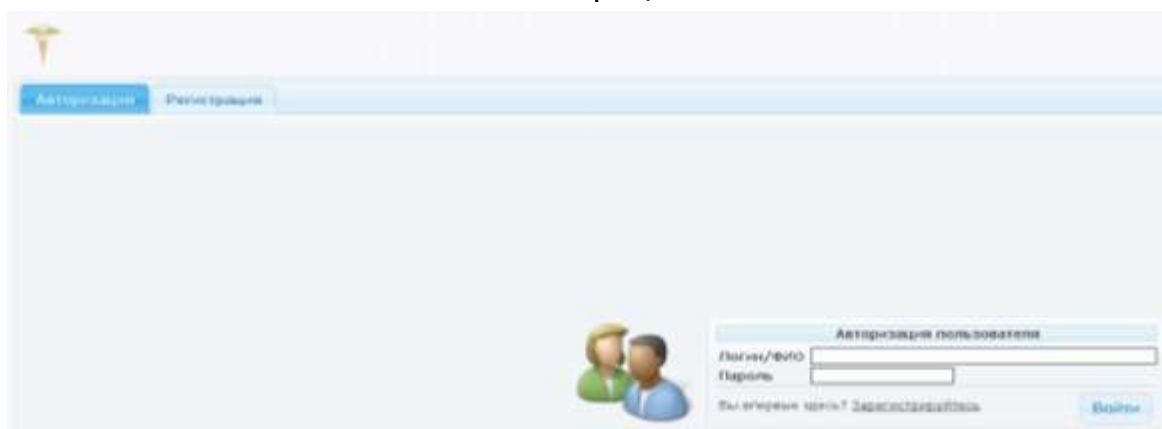 Авторизация Регистрация
Авторизация пользователя
Логин/ФИО
Пароль
Вы впервые здесь? Зарегистрируйтесь
Войти